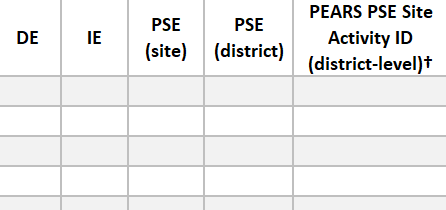 DE
IE
PSE
(site)
PSE
(district)
PEARS PSE Site
Activity ID
(district-level)†